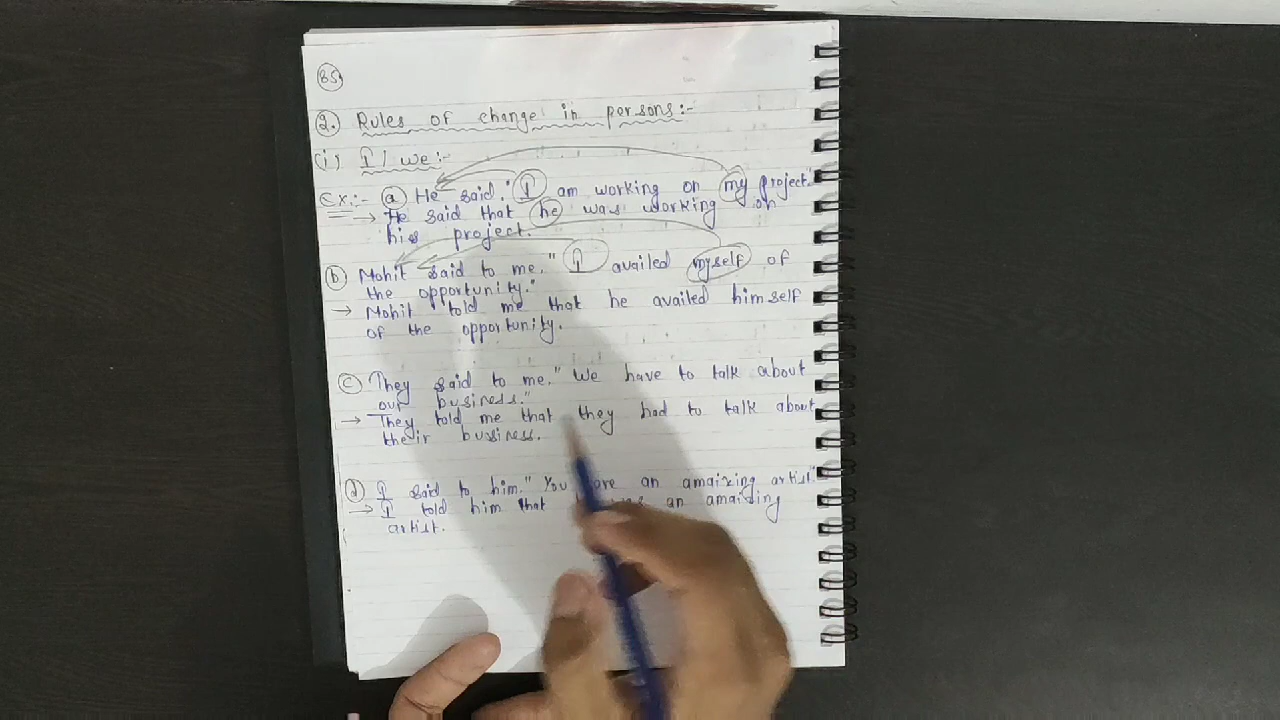 85
2. Rules of change in persons:-
(i) I / we:-
Ex:- (a) He said." I am working on my project."
→ He said that he was working on
his project.
(b) Mohit said to me." I availed myself of
the opportunity."
→ Mohit told me that he availed himself
of the opportunity.
(c) They said to me." We have to talk about
our business."
→ They told me that they had to talk about
their business.
(d) I said to him." You are an amaixing artist."
→ I told him that an amaising
artist.